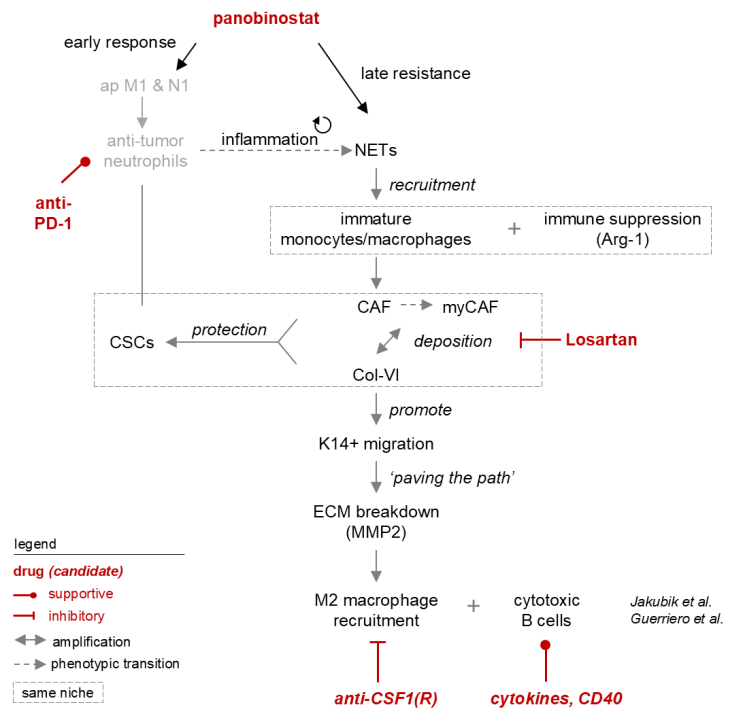 panobinostat
early response
late resistance
ap M1 & N1
anti-tumor
neutrophils
inflammation
NETs
anti-
PD-1
recruitment
immature
monocytes/macrophages
+
immune suppression
(Arg-1)
CAF
myCAF
protection
CSCs
deposition
Losartan
Col-VI
promote
K14+ migration
‘paving the path’
ECM breakdown
(MMP2)
legend
drug (candidate)
supportive
inhibitory
amplification
phenotypic transition
same niche
M2 macrophage
recruitment
+
cytotoxic
B cells
Jakubik et al.
Guerriero et al.
anti-CSF1(R)
cytokines, CD40